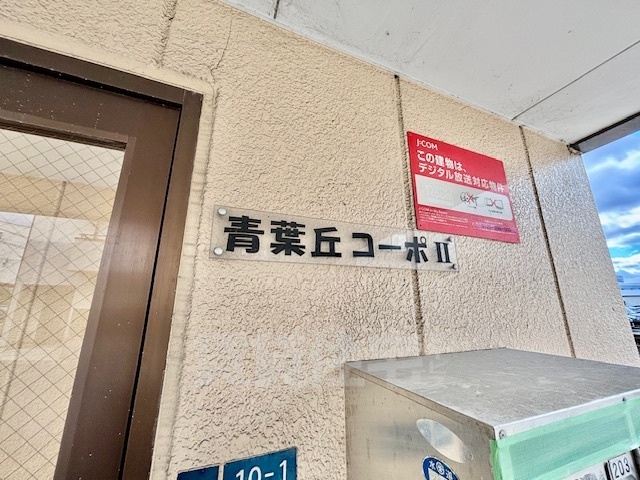 J:COM
この建物は、
デジタル放送対応物件
青葉丘コーポⅡ
10-1
203